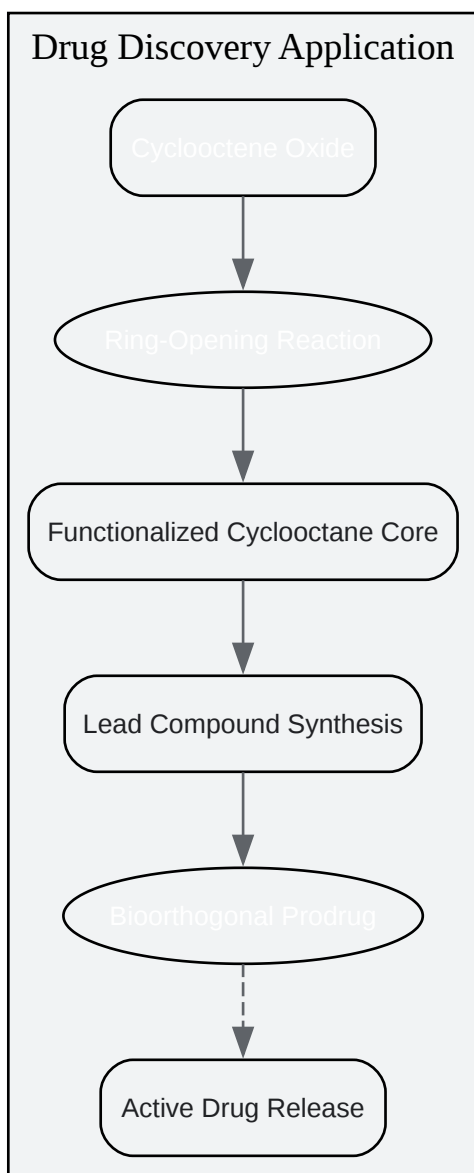 Drug Discovery Application
Cyclooctene Oxide
Ring-Opening Reaction
Functionalized Cyclooctane Core
Lead Compound Synthesis
Bioorthogonal Prodrug
Active Drug Release